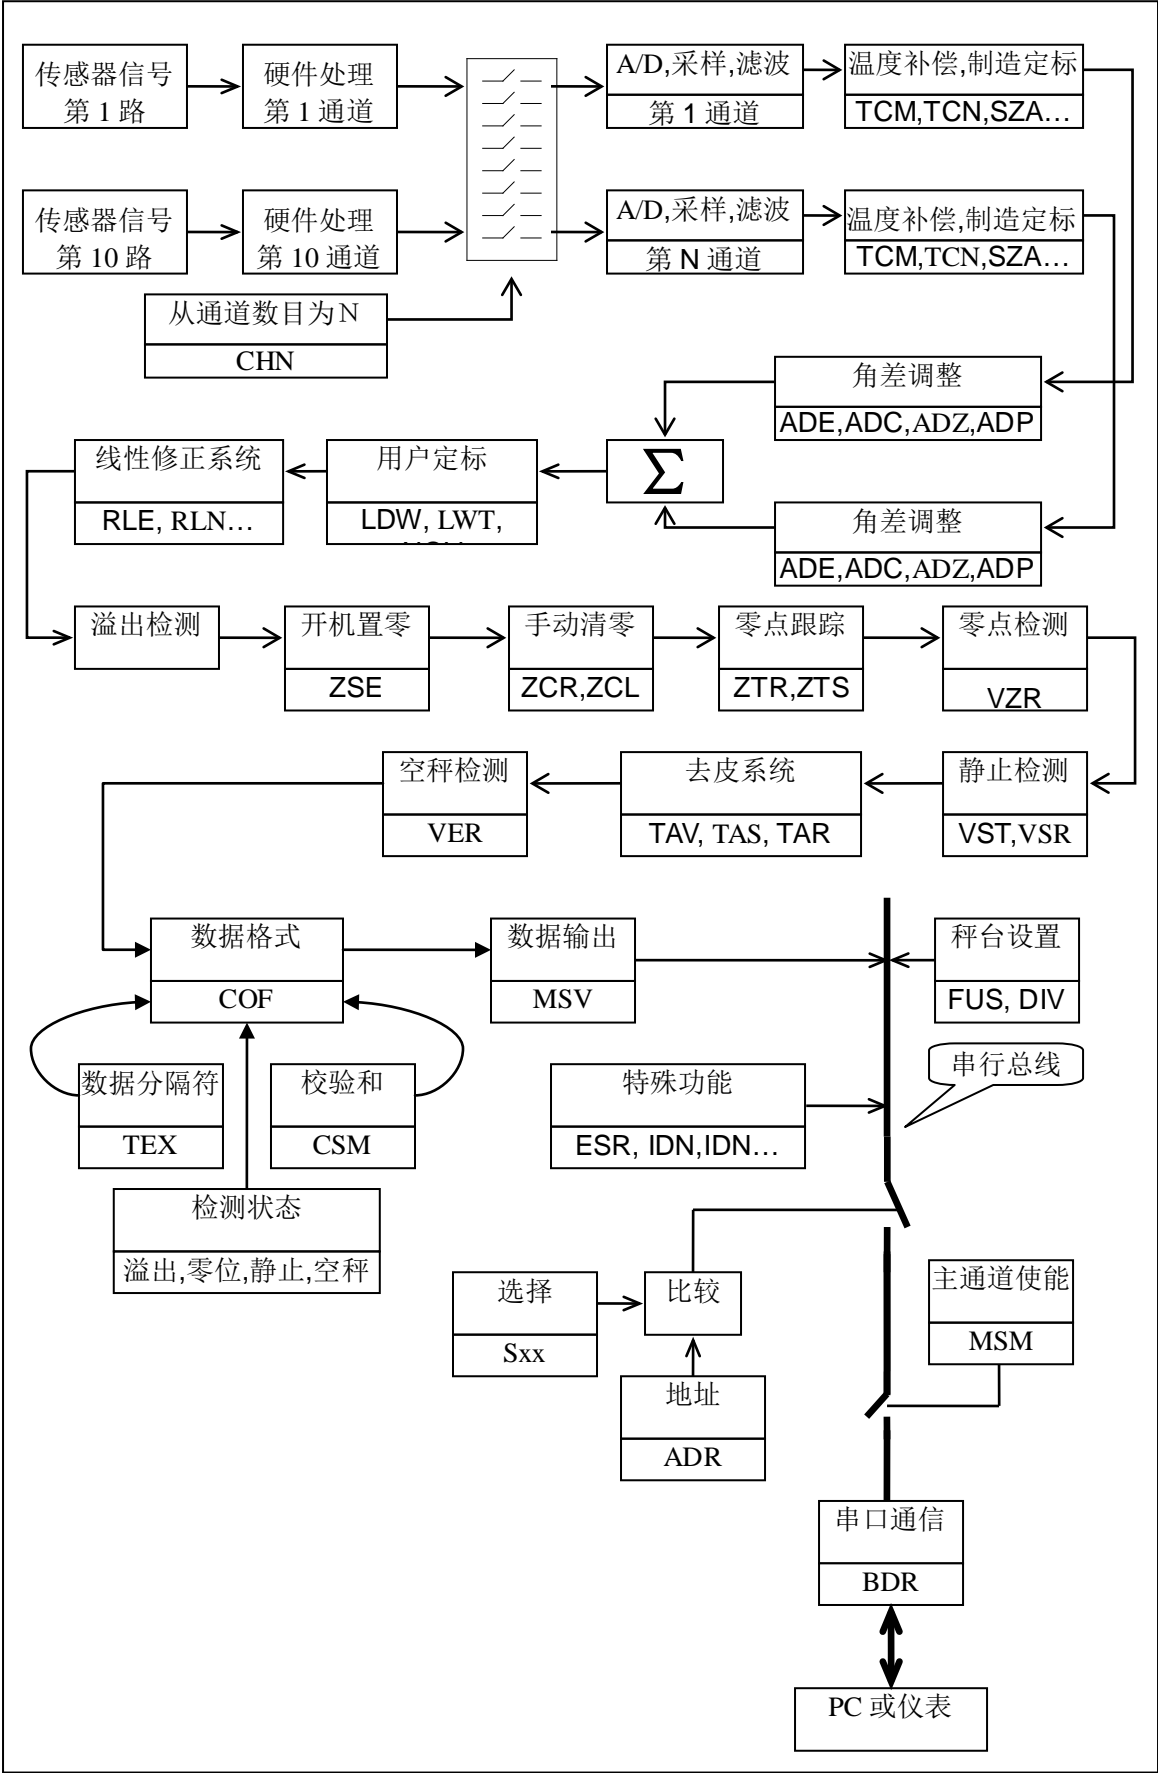 传感器信号
第 1 路
硬件处理
第 1 通道
A/D,采样,滤波
第 1 通道
温度补偿,制造定标
TCM,TCN,SZA…
传感器信号
第 10 路
硬件处理
第 10 通道
A/D,采样,滤波
第 N 通道
温度补偿,制造定标
TCM,TCN,SZA…
从通道数目为N
CHN
角差调整
ADE,ADC,ADZ,ADP
线性修正系统
RLE, RLN…
用户定标
LDW, LWT,
Σ
角差调整
ADE,ADC,ADZ,ADP
溢出检测
开机置零
ZSE
手动清零
ZCR,ZCL
零点跟踪
ZTR,ZTS
零点检测
VZR
空秤检测
VER
去皮系统
TAV, TAS, TAR
静止检测
VST,VSR
数据格式
COF
数据输出
MSV
秤台设置
FUS, DIV
串行总线
数据分隔符
TEX
校验和
CSM
特殊功能
ESR, IDN,IDN…
检测状态
溢出,零位,静止,空秤
选择
Sxx
比较
主通道使能
MSM
地址
ADR
串口通信
BDR
PC 或仪表